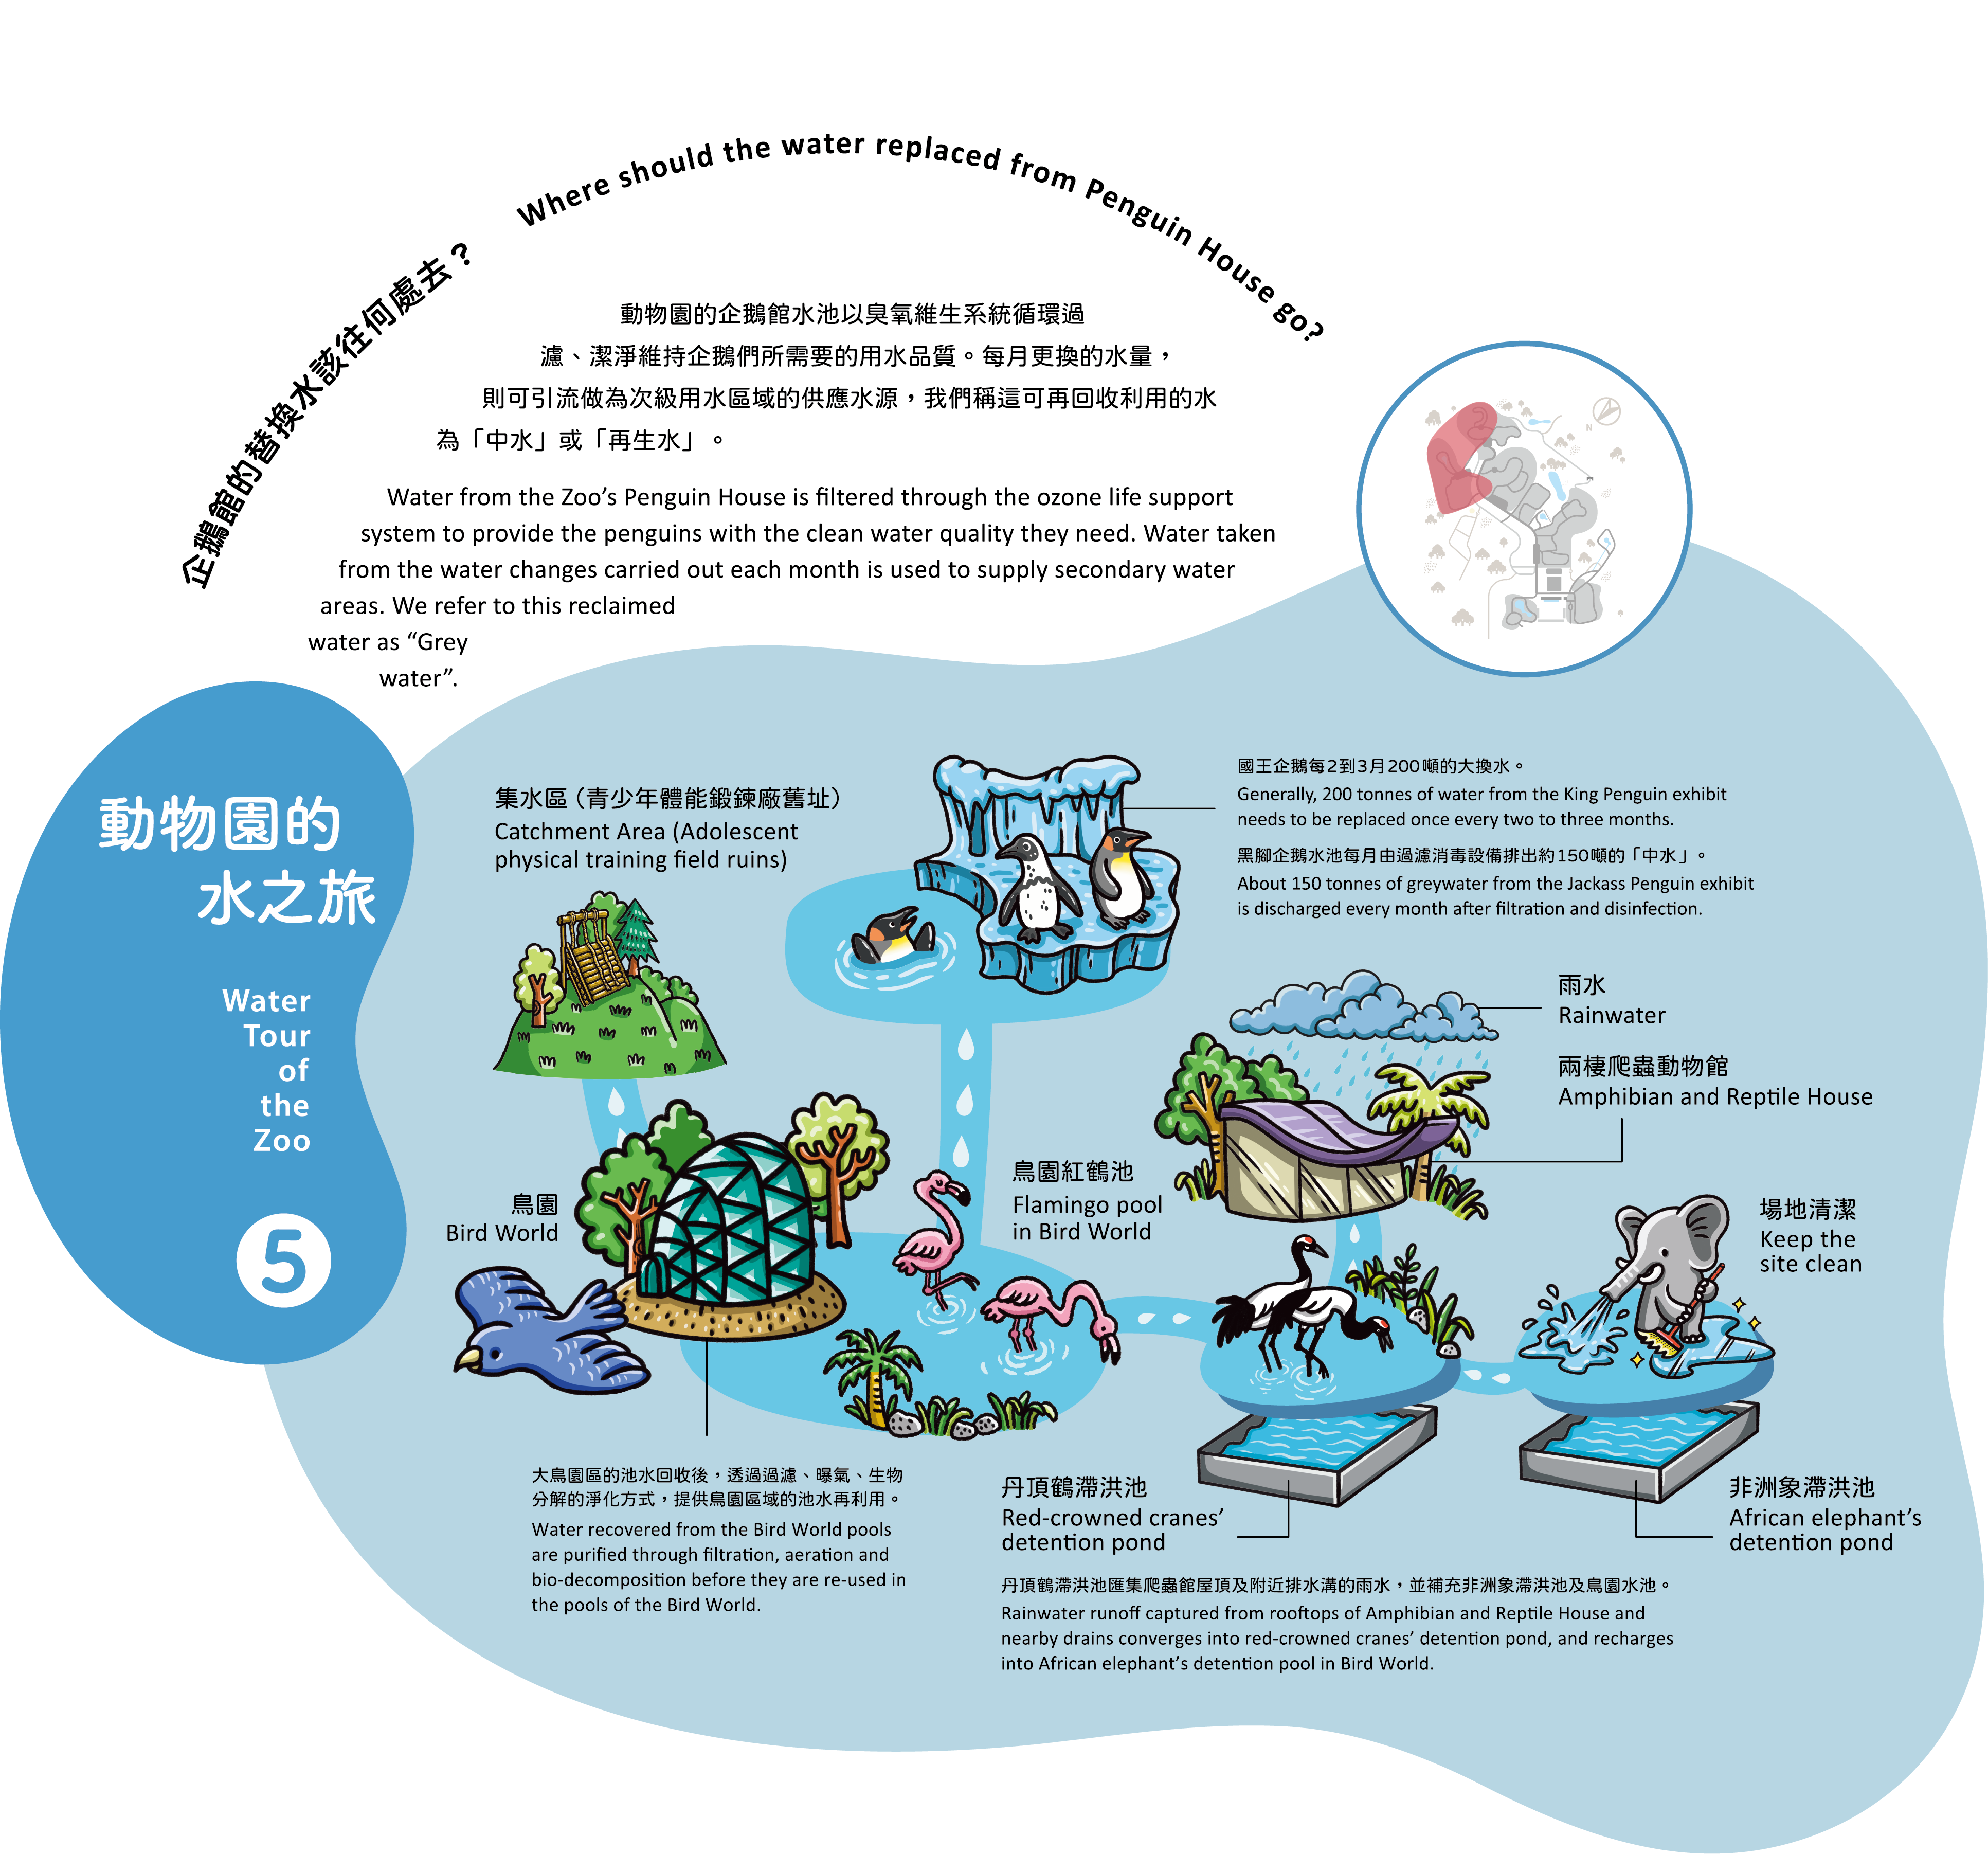 企鵝館的替換水該往何處去？
Where should the water replaced from Penguin House go?
動物園的企鵝館水池以臭氧維生系統循環過
濾、潔淨維持企鵝們所需要的用水品質。每月更換的水量，
則可引流做為次級用水區域的供應水源，我們稱這可再回收利用的水
為「中水」或「再生水」。
Water from the Zoo’s Penguin House is filtered through the ozone life support
system to provide the penguins with the clean water quality they need. Water taken
from the water changes carried out each month is used to supply secondary water
areas. We refer to this reclaimed
water as “Grey
water”.
N
動物園的
水之旅
Water
Tour
of
the
Zoo
5
集水區（青少年體能鍛鍊廠舊址）
Catchment Area (Adolescent
physical training field ruins)
國王企鵝每2到3月200噸的大換水。
Generally, 200 tonnes of water from the King Penguin exhibit
needs to be replaced once every two to three months.
黑腳企鵝水池每月由過濾消毒設備排出約150噸的「中水」。
About 150 tonnes of greywater from the Jackass Penguin exhibit
is discharged every month after filtration and disinfection.
雨水
Rainwater
兩棲爬蟲動物館
Amphibian and Reptile House
鳥園
Bird World
鳥園紅鶴池
Flamingo pool
in Bird World
場地清潔
Keep the
site clean
大鳥園區的池水回收後，透過過濾、曝氣、生物
分解的淨化方式，提供鳥園區域的池水再利用。
Water recovered from the Bird World pools
are purified through filtration, aeration and
bio-decomposition before they are re-used in
the pools of the Bird World.
丹頂鶴滯洪池
Red-crowned cranes’
detention pond
非洲象滯洪池
African elephant’s
detention pond
丹頂鶴滯洪池匯集爬蟲館屋頂及附近排水溝的雨水，並補充非洲象滯洪池及鳥園水池。
Rainwater runoff captured from rooftops of Amphibian and Reptile House and
nearby drains converges into red-crowned cranes’ detention pond, and recharges
into African elephant’s detention pool in Bird World.